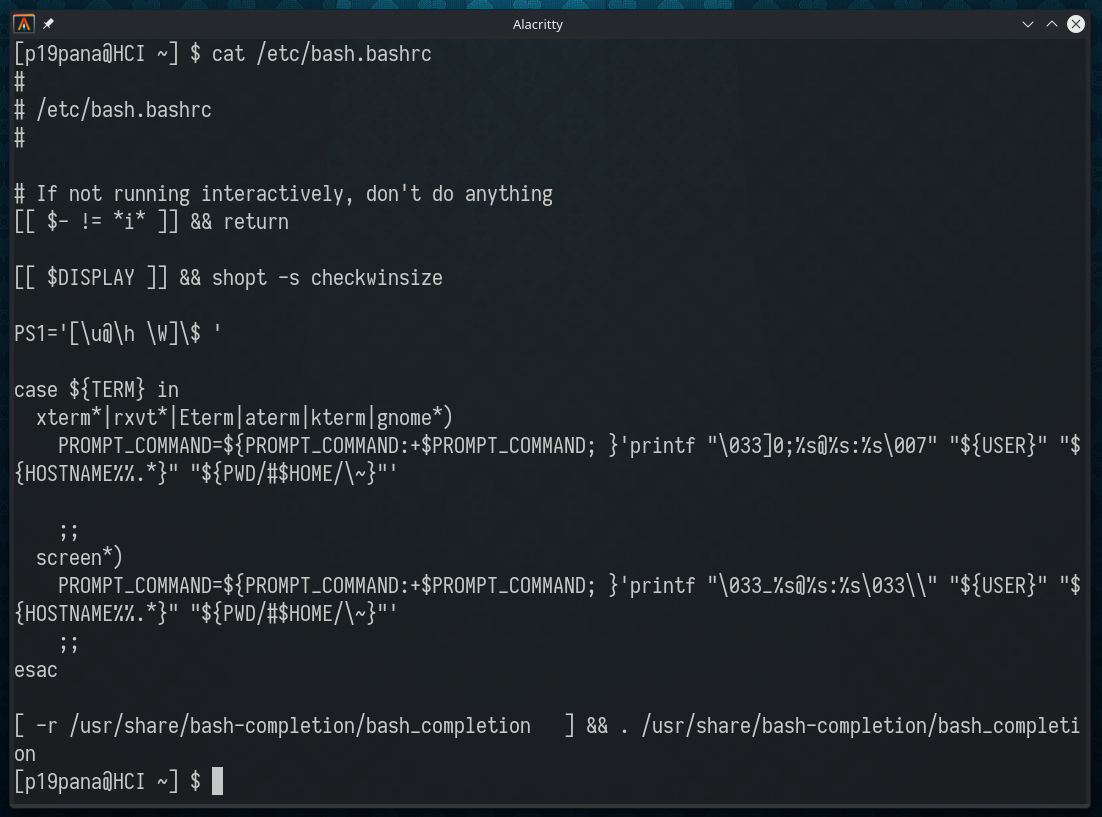 Alacritty
[p19pana@HCI ~] $ cat /etc/bash.bashrc
#
# /etc/bash.bashrc
#

# If not running interactively, don't do anything
[[ $- != *i* ]] && return

[[ $DISPLAY ]] && shopt -s checkwinsize

PS1='[\u@\h \W]\$ '

case ${TERM} in
  xterm*|rxvt*|Eterm|aterm|kterm|gnome*)
    PROMPT_COMMAND=${PROMPT_COMMAND:+$PROMPT_COMMAND; }'printf "\033]0;%s@%s:%s\007" "${USER}" "$
{HOSTNAME%%.*}" "${PWD/#$HOME/\~}"'

    ;;
  screen*)
    PROMPT_COMMAND=${PROMPT_COMMAND:+$PROMPT_COMMAND; }'printf "\033_%s@%s:%s\033\\" "${USER}" "$
{HOSTNAME%%.*}" "${PWD/#$HOME/\~}"'
    ;;
esac

[ -r /usr/share/bash-completion/bash_completion   ] && . /usr/share/bash-completion/bash_completi
on
[p19pana@HCI ~] $